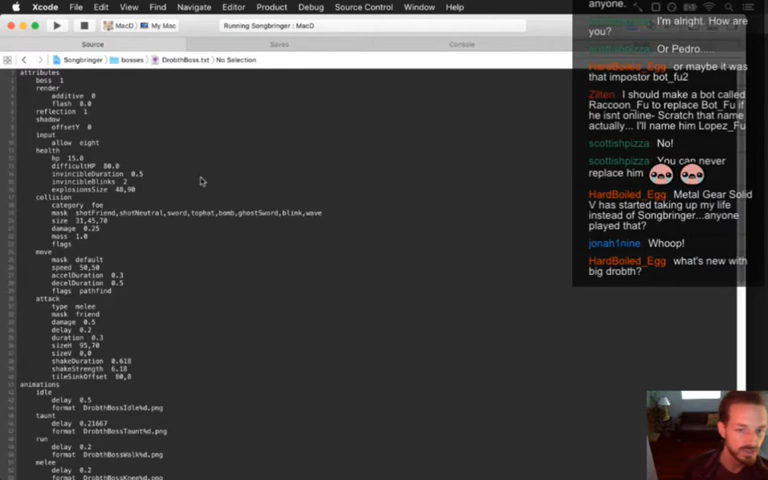 Xcode File Edit View Find Navigate Editor Product Debug Source Control Window Help
MacD
My Mac
Running Songbringer : MacD
Source
Saves
Console
Songbringer
bosses
DrobthBoss.txt
No Selection
attributes
boss 1
render
additive 0
flash 0.0
reflection 1
shadow
offsetY 0
input
allow eight
health
hp 15.0
difficultHP 80.0
invincibleDuration 0.5
invincibleBlinks 2
explosionsSize 48,90
collision
category foe
mask shotFriend,shotNeutral,sword,tophat,bomb,ghostSword,blink,wave
size 31,45,70
damage 0.25
mass 1.0
flags
move
mask default
speed 50,50
accelDuration 0.3
decelDuration 0.5
flags pathfind
attack
type melee
mask friend
damage 0.5
delay 0.2
duration 0.3
sizeH 95,70
sizeV 0,0
shakeDuration 0.618
shakeStrength 6.18
tileSinkOffset 80,8
animations
idle
delay 0.5
format DrobthBossIdle%d.png
taunt
delay 0.21667
format DrobthBossTaunt%d.png
run
delay 0.2
format DrobthBossWalk%d.png
melee
delay 0.2
format DrobthBossKnee%d.png
anyone.
I'm alright. How are
you?
scottishpizza: Or Pedro.....
HardBoiled_Egg: or maybe it was
that impostor bot_fu2
Zitten: I should make a bot called
Raccoon_Fu to replace Bot_Fu if
he isnt online- Scratch that name
actually... I'll name him Lopez_Fu
scottishpizza: No!
scottishpizza: You can never
replace him
HardBoiled_Egg: Metal Gear Solid
V has started taking up my life
instead of Songbringer...anyone
played that?
jonah1nine: Whoop!
HardBoiled_Egg: what's new with
big drobth?